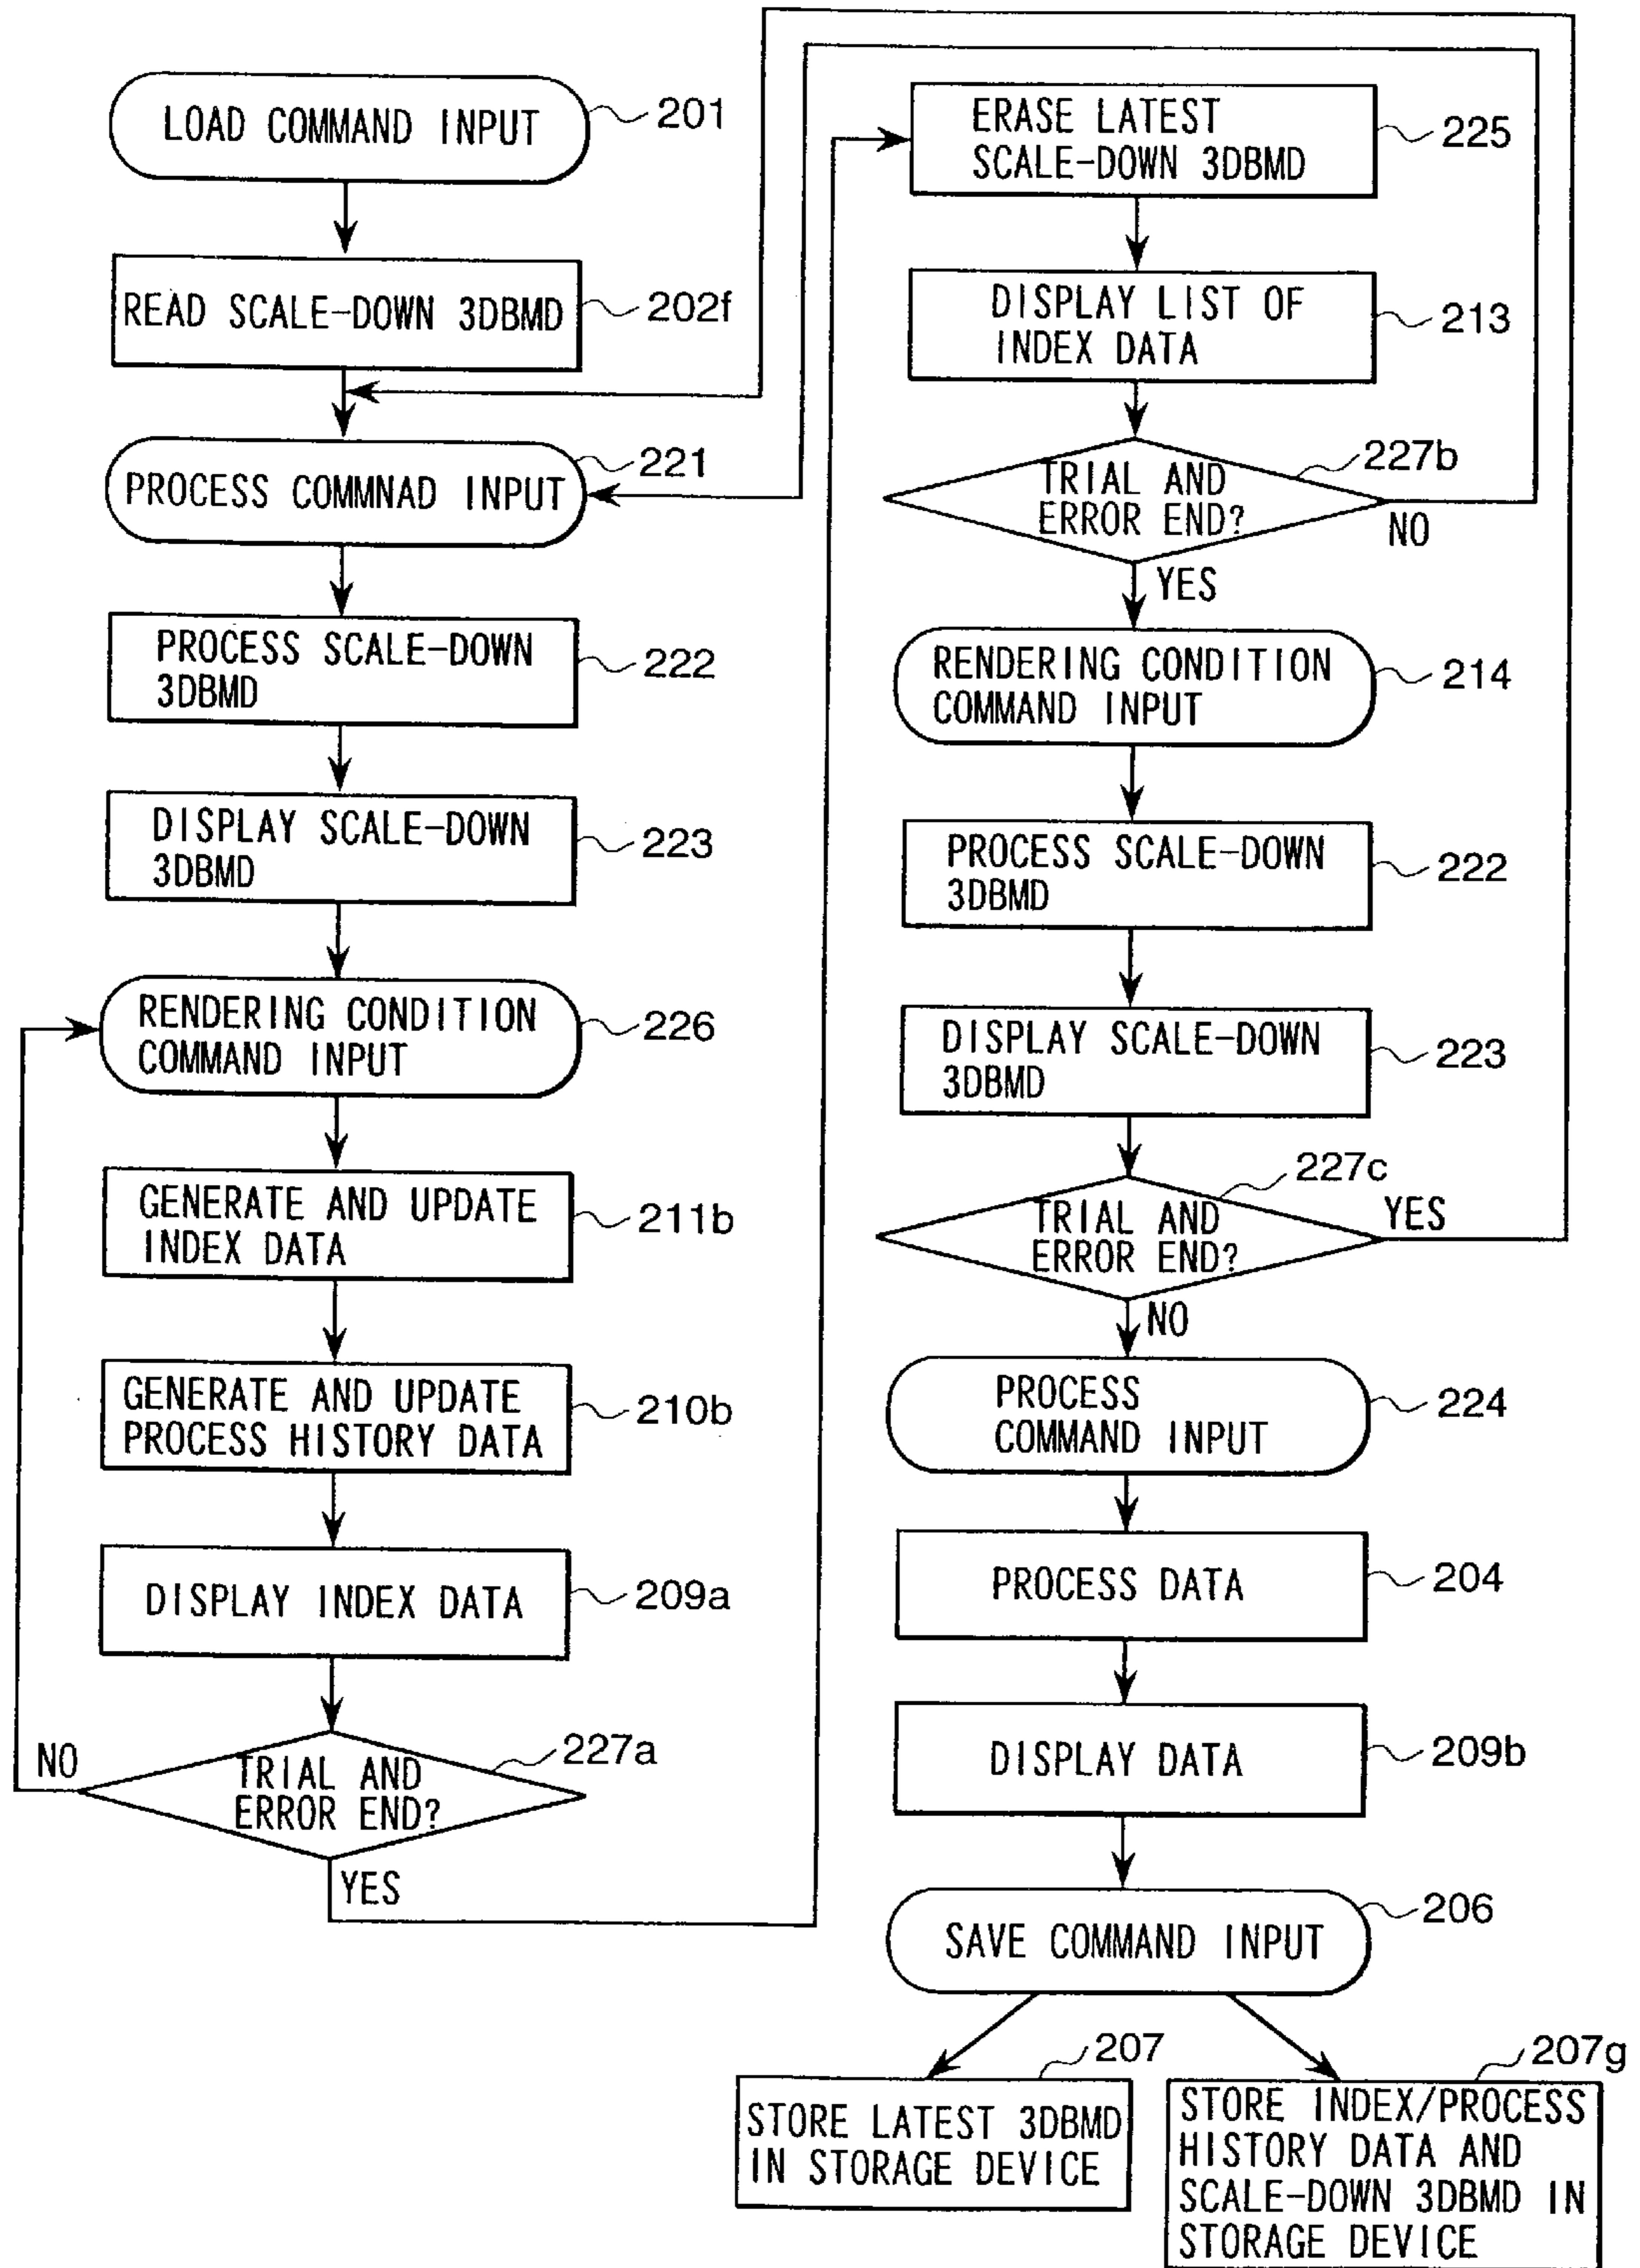 LOAD COMMAND INPUT
201
READ SCALE-DOWN 3DBMD
202f
PROCESS COMMNAD INPUT
221
PROCESS SCALE-DOWN
3DBMD
222
DISPLAY SCALE-DOWN
3DBMD
223
RENDERING CONDITION
COMMAND INPUT
226
GENERATE AND UPDATE
INDEX DATA
211b
GENERATE AND UPDATE
PROCESS HISTORY DATA
210b
DISPLAY INDEX DATA
209a
TRIAL AND
ERROR END?
227a
NO
YES
ERASE LATEST
SCALE-DOWN 3DBMD
225
DISPLAY LIST OF
INDEX DATA
213
TRIAL AND
ERROR END?
227b
NO
YES
RENDERING CONDITION
COMMAND INPUT
214
PROCESS SCALE-DOWN
3DBMD
222
DISPLAY SCALE-DOWN
3DBMD
223
TRIAL AND
ERROR END?
227c
YES
NO
PROCESS
COMMAND INPUT
224
PROCESS DATA
204
DISPLAY DATA
209b
SAVE COMMAND INPUT
206
STORE LATEST 3DBMD
IN STORAGE DEVICE
207
STORE INDEX/PROCESS
HISTORY DATA AND
SCALE-DOWN 3DBMD IN
STORAGE DEVICE
207g